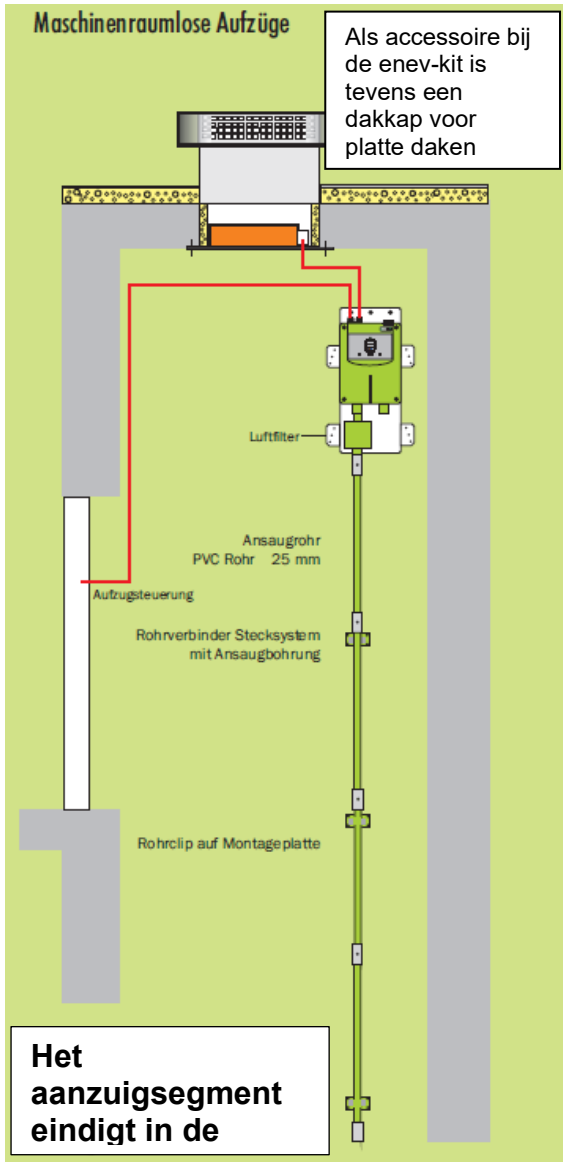 Maschinenraumlose Aufzüge
Als accessoire bij
de enev-kit is
tevens een
dakkap voor
platte daken
Luftfilter
Ansaugrohr
PVC Rohr 25 mm
Aufzugsteuerung
Rohrverbinder Stecksystem
mit Ansaugbohrung
Rohrclip auf Montageplatte
Het
aanzuigsegment
eindigt in de